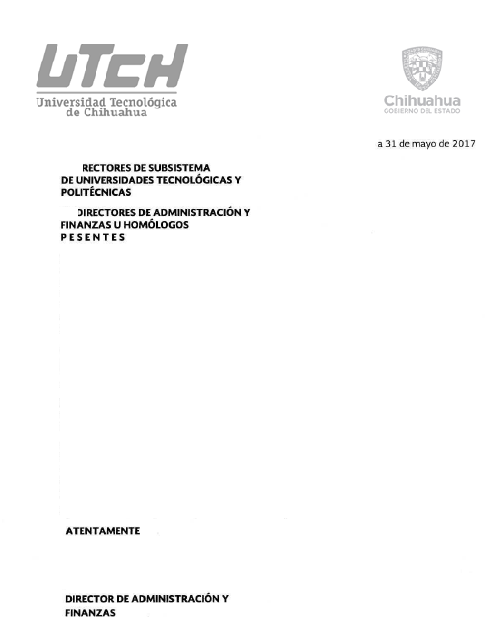 UTCH
Universidad Tecnológica
de Chihuahua
Chihuahua
GOBIERNO DEL ESTADO
a 31 de mayo de 2017
RECTORES DE SUBSISTEMA
DE UNIVERSIDADES TECNOLÓGICAS Y
POLITÉCNICAS
DIRECTORES DE ADMINISTRACIÓN Y
FINANZAS U HOMÓLOGOS
P E S E N T E S
ATENTAMENTE
DIRECTOR DE ADMINISTRACIÓN Y
FINANZAS